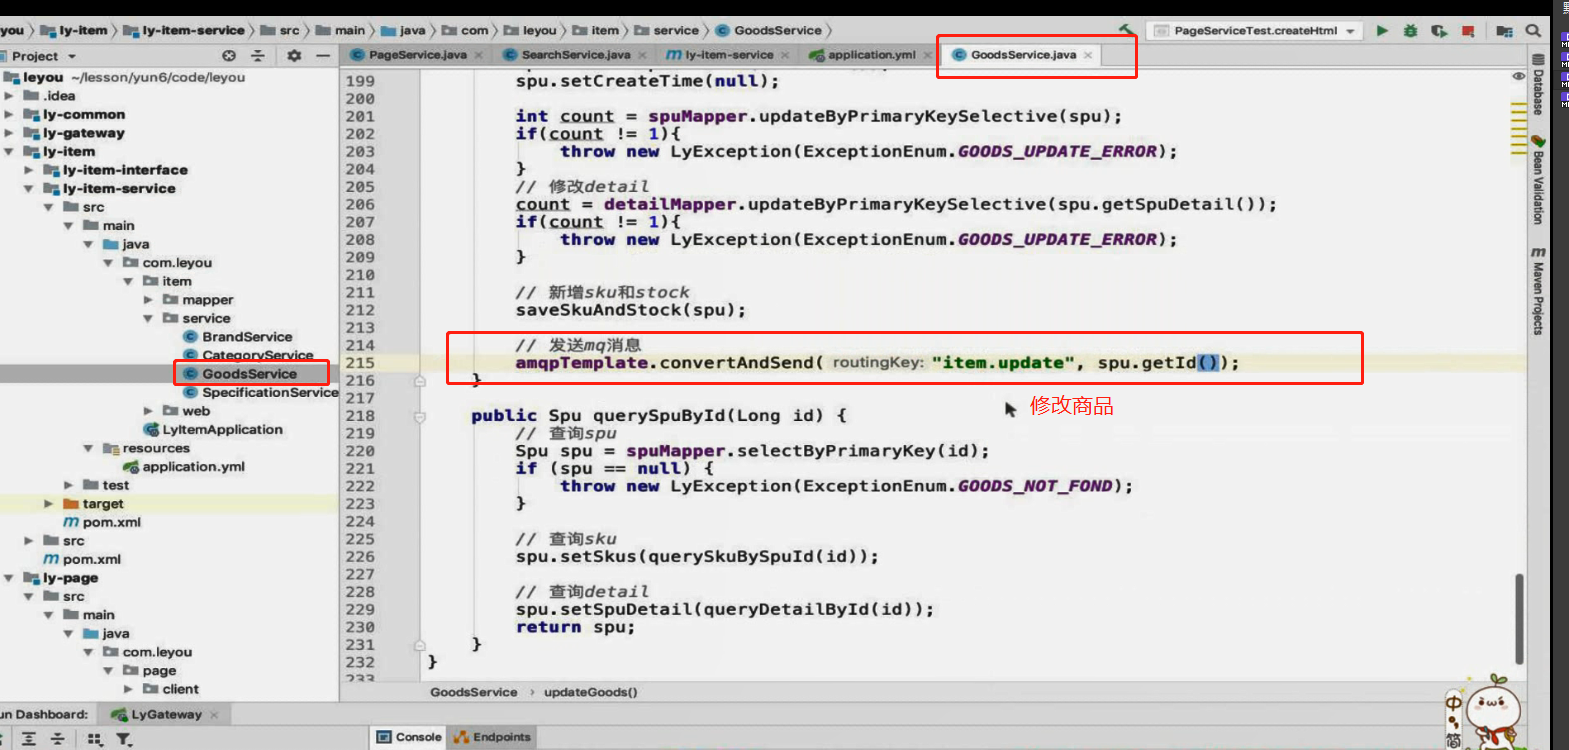 you ly-item ly-item-service src main java com leyou item service GoodsService PageServiceTest.createHtml
Project PageService.java SearchService.java ly-item-service application.yml GoodsService.java
leyou ~/lesson/yun6/code/leyou
.idea
ly-common
ly-gateway
ly-item
ly-item-interface
ly-item-service
src
main
java
com.leyou
item
mapper
service
BrandService
CategoryService
GoodsService
SpecificationService
web
LyItemApplication
resources
application.yml
test
target
pom.xml
src
pom.xml
ly-page
src
main
java
com.leyou
page
client
199 spu.setCreateTime(null);
200
201 int count = spuMapper.updateByPrimaryKeySelective(spu);
202 if(count != 1){
203 throw new LyException(ExceptionEnum.GOODS_UPDATE_ERROR);
204 }
205 // 修改detail
206 count = detailMapper.updateByPrimaryKeySelective(spu.getSpuDetail());
207 if(count != 1){
208 throw new LyException(ExceptionEnum.GOODS_UPDATE_ERROR);
209 }
210
211 // 新增sku和stock
212 saveSkuAndStock(spu);
213
214 // 发送mq消息
215 amqpTemplate.convertAndSend( routingKey: "item.update", spu.getId());
216 }
修改商品
217
218 public Spu querySpuById(Long id) {
219 // 查询spu
220 Spu spu = spuMapper.selectByPrimaryKey(id);
221 if (spu == null) {
222 throw new LyException(ExceptionEnum.GOODS_NOT_FOND);
223 }
224
225 // 查询sku
226 spu.setSkus(querySkuBySpuId(id));
227
228 // 查询detail
229 spu.setSpuDetail(queryDetailById(id));
230 return spu;
231 }
232 }
233
GoodsService › updateGoods()
Database
Bean Validation
Maven Projects
un Dashboard: LyGateway
Console Endpoints
中
简